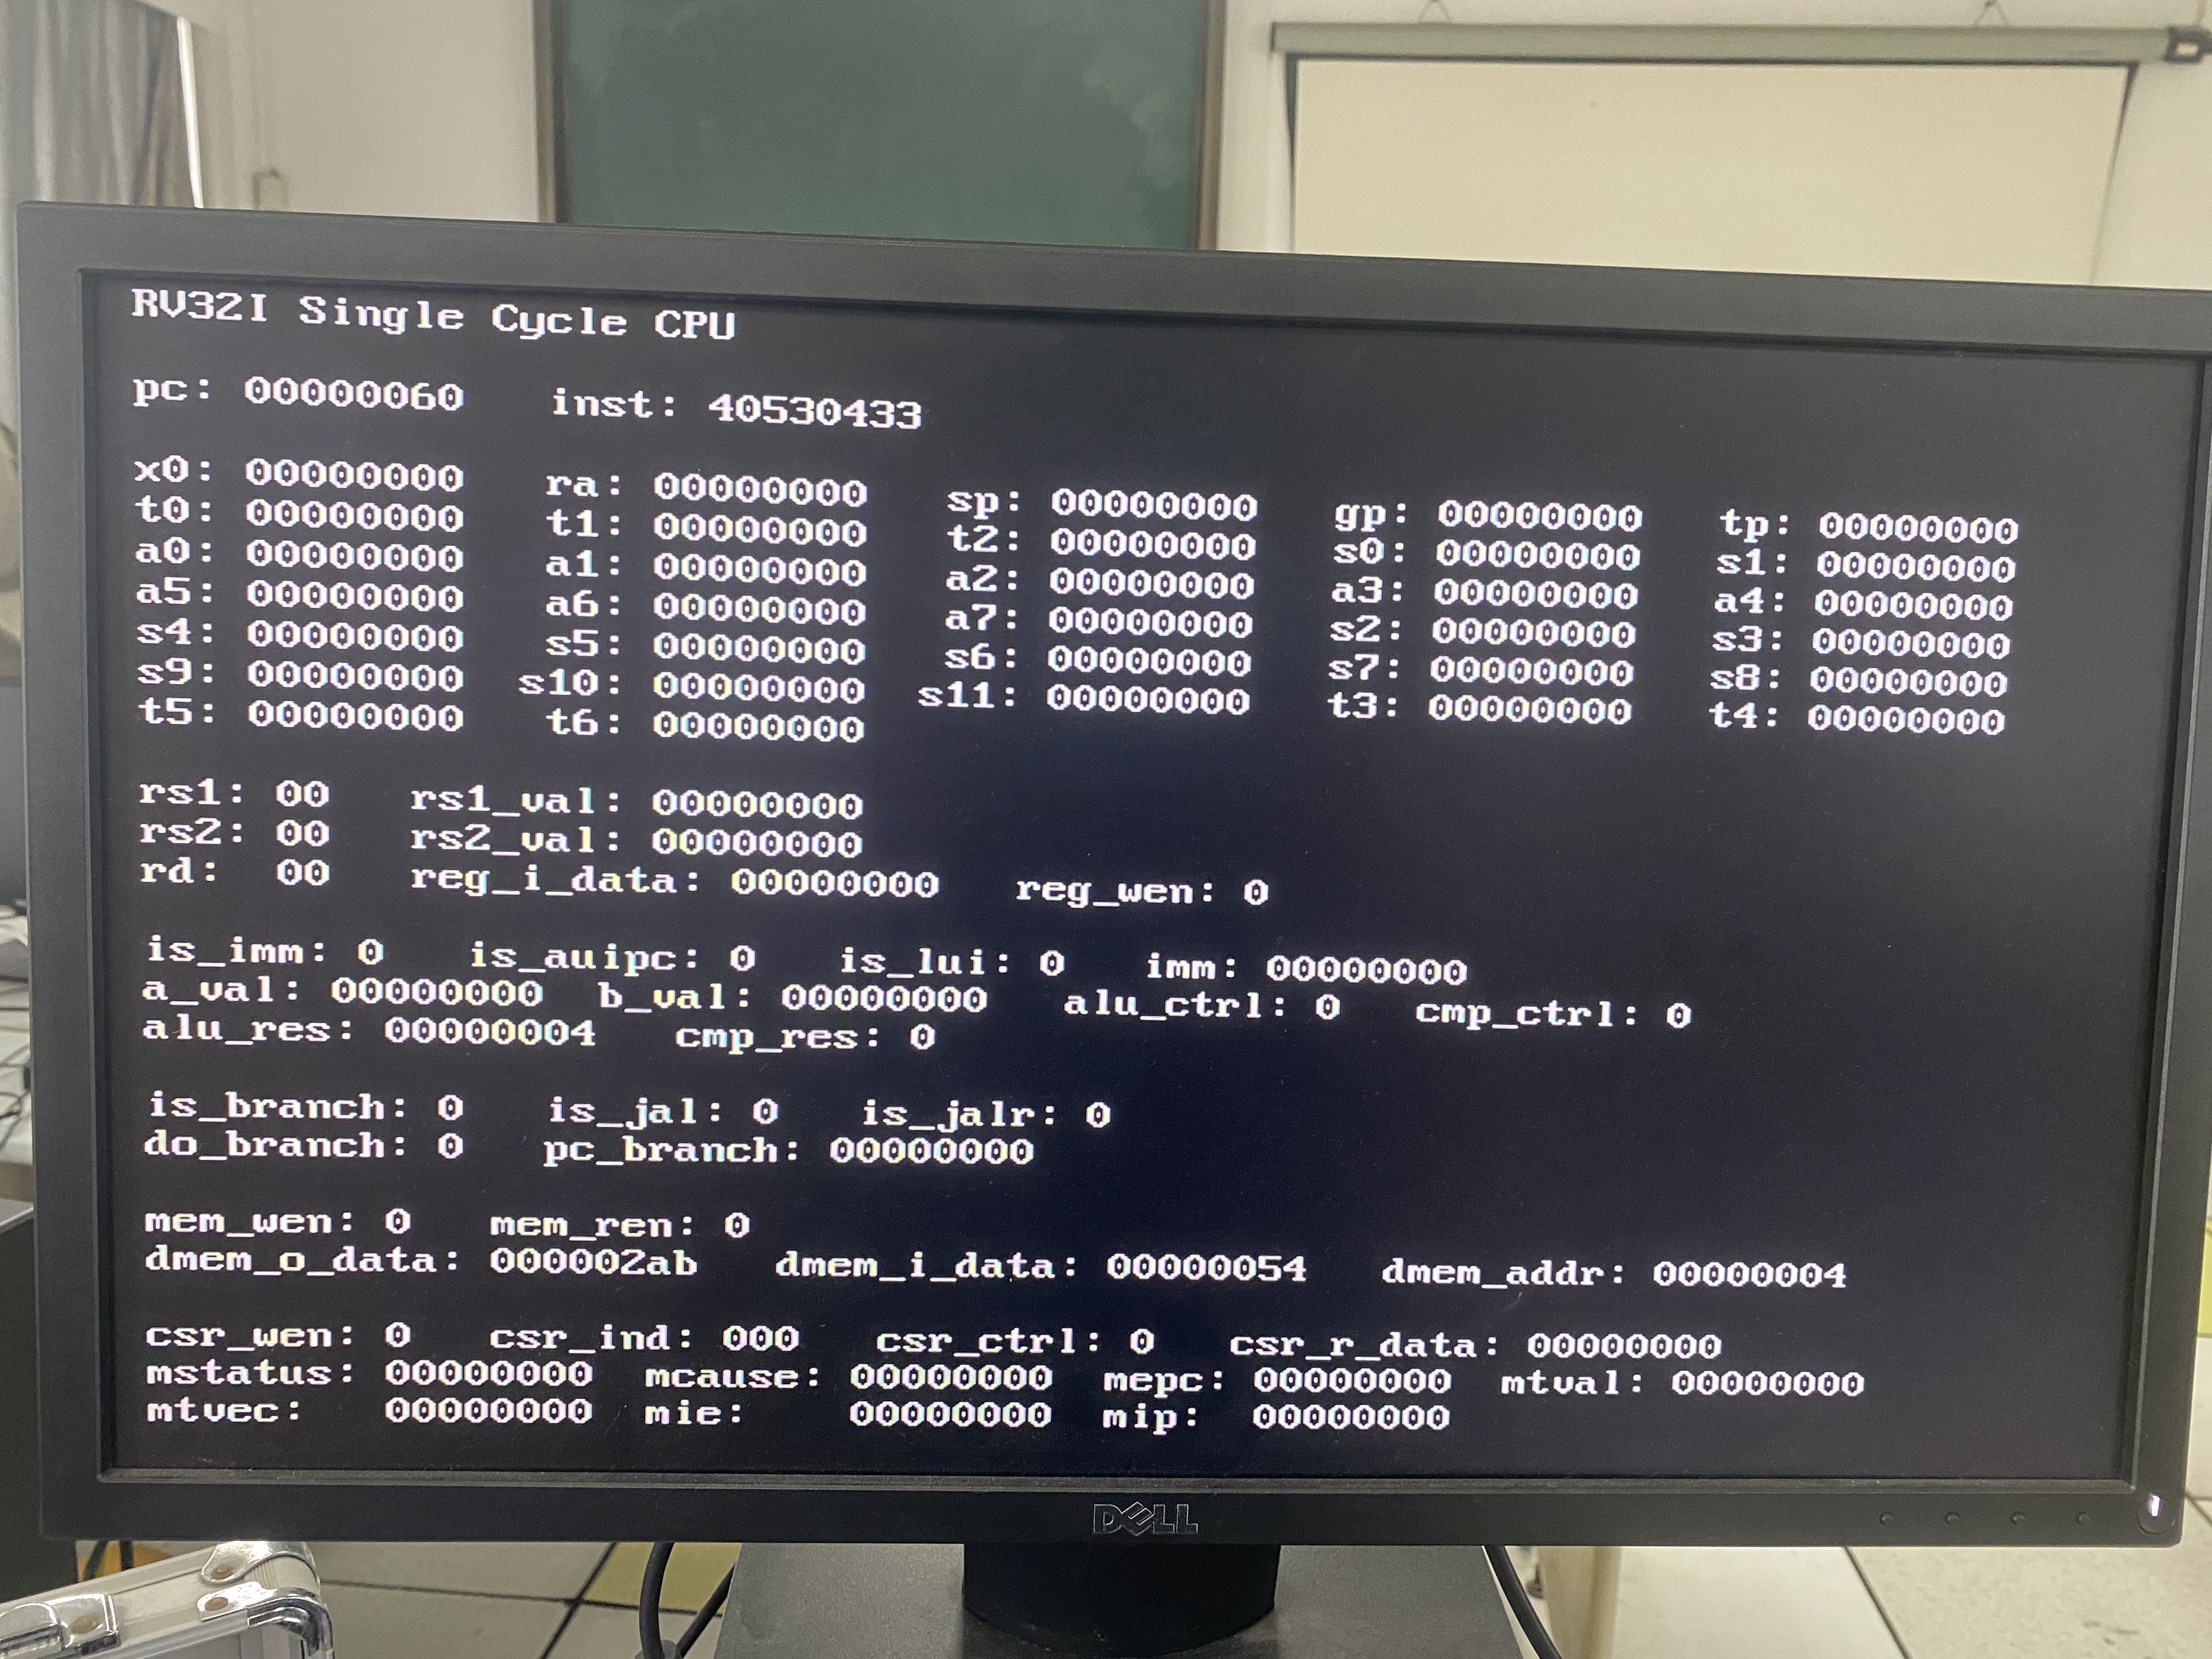 RV32I Single Cycle CPU
pc: 00000060 inst: 40530433
x0: 00000000 ra: 00000000 sp: 00000000 gp: 00000000 tp: 00000000
t0: 00000000 t1: 00000000 t2: 00000000 s0: 00000000 s1: 00000000
a0: 00000000 a1: 00000000 a2: 00000000 a3: 00000000 a4: 00000000
a5: 00000000 a6: 00000000 a7: 00000000 s2: 00000000 s3: 00000000
s4: 00000000 s5: 00000000 s6: 00000000 s7: 00000000 s8: 00000000
s9: 00000000 s10: 00000000 s11: 00000000 t3: 00000000 t4: 00000000
t5: 00000000 t6: 00000000
rs1: 00 rs1_val: 00000000
rs2: 00 rs2_val: 00000000
rd: 00 reg_i_data: 00000000 reg_wen: 0
is_imm: 0 is_auipc: 0 is_lui: 0 imm: 00000000
a_val: 00000000 b_val: 00000000 alu_ctrl: 0 cmp_ctrl: 0
alu_res: 00000004 cmp_res: 0
is_branch: 0 is_jal: 0 is_jalr: 0
do_branch: 0 pc_branch: 00000000
mem_wen: 0 mem_ren: 0
dmem_o_data: 000002ab dmem_i_data: 00000054 dmem_addr: 00000004
csr_wen: 0 csr_ind: 000 csr_ctrl: 0 csr_r_data: 00000000
mstatus: 00000000 mcause: 00000000 mepc: 00000000 mtval: 00000000
mtvec: 00000000 mie: 00000000 mip: 00000000
DELL